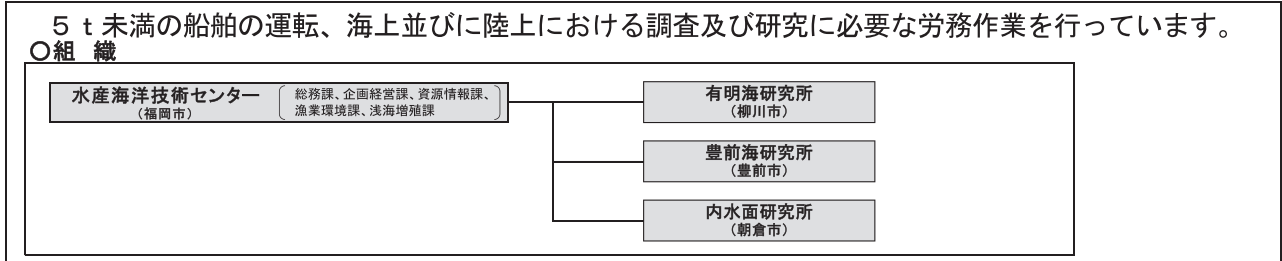 ５ｔ未満の船舶の運転、海上並びに陸上における調査及び研究に必要な労務作業を行っています。
○組　織
水産海洋技術センター
（福岡市）
総務課、企画経営課、資源情報課、
漁業環境課、浅海増殖課
有明海研究所
（柳川市）
豊前海研究所
（豊前市）
内水面研究所
（朝倉市）